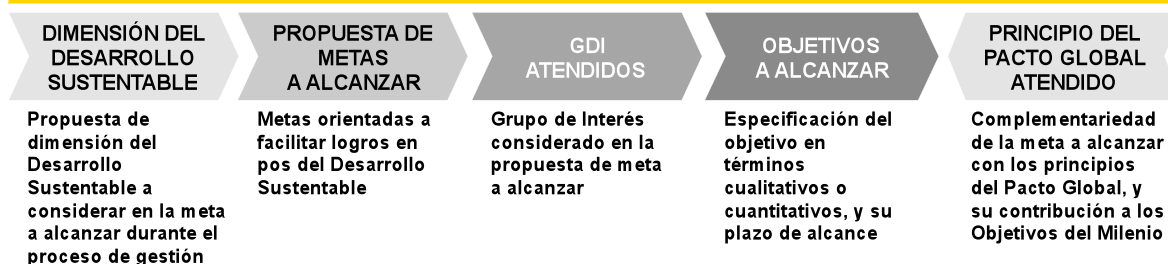 DIMENSIÓN DEL
DESARROLLO
SUSTENTABLE
PROPUESTA DE
METAS
A ALCANZAR
GDI
ATENDIDOS
OBJETIVOS
A ALCANZAR
PRINCIPIO DEL
PACTO GLOBAL
ATENDIDO
Propuesta de
dimensión del
Desarrollo
Sustentable a
considerar en la meta
a alcanzar durante el
proceso de gestión
Metas orientadas a
facilitar logros en
pos del Desarrollo
Sustentable
Grupo de Interés
considerado en la
propuesta de meta
a alcanzar
Especificación del
objetivo en
términos
cualitativos o
cuantitativos, y su
plazo de alcance
Complementariedad
de la meta a alcanzar
con los principios
del Pacto Global, y
su contribución a los
Objetivos del Milenio